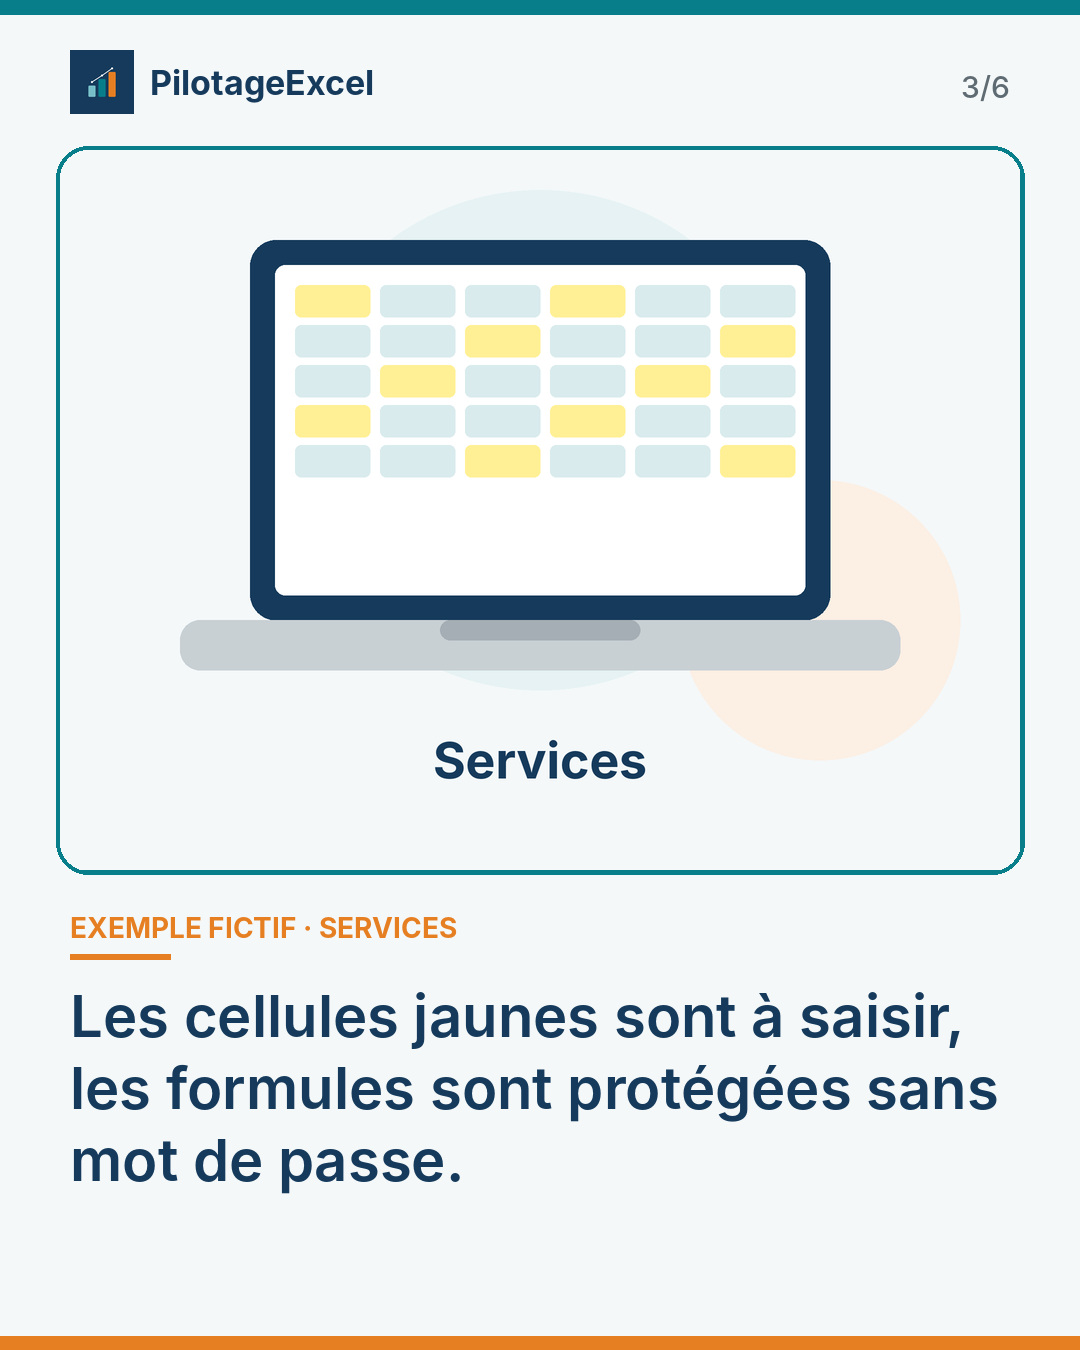 PilotageExcel
3/6
Services
EXEMPLE FICTIF · SERVICES
Les cellules jaunes sont à saisir,
les formules sont protégées sans
mot de passe.